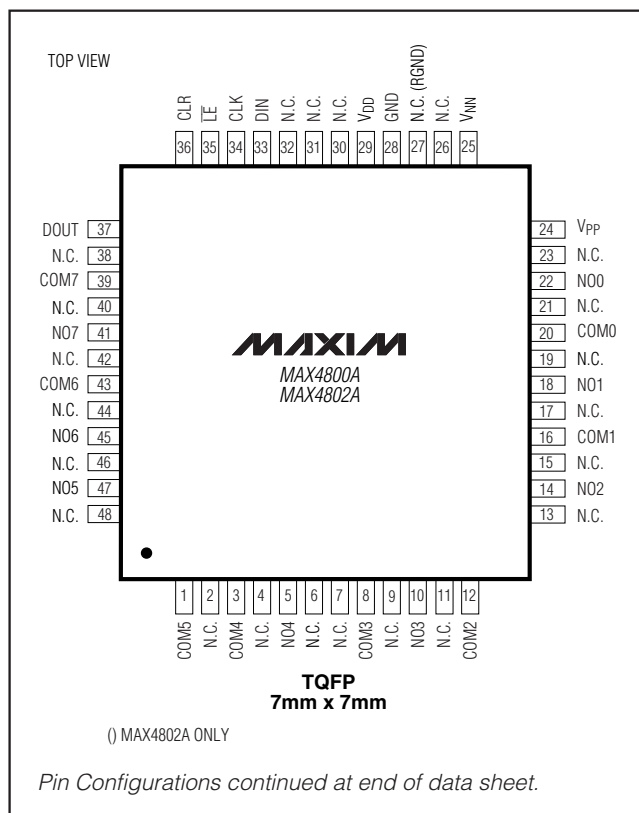 TOP VIEW
CLR
LE
CLK
DIN
N.C.
N.C.
N.C.
VDD
GND
N.C. (RGND)
N.C.
VNN
36 35 34 33 32 31 30 29 28 27 26 25
DOUT 37
N.C. 38
COM7 39
N.C. 40
NO7 41
N.C. 42
COM6 43
N.C. 44
NO6 45
N.C. 46
NO5 47
N.C. 48
MAXIM
MAX4800A
MAX4802A
24 VPP
23 N.C.
22 NO0
21 N.C.
20 COM0
19 N.C.
18 NO1
17 N.C.
16 COM1
15 N.C.
14 NO2
13 N.C.
1 2 3 4 5 6 7 8 9 10 11 12
COM5
N.C.
COM4
N.C.
NO4
N.C.
N.C.
COM3
N.C.
NO3
N.C.
COM2
TQFP
7mm x 7mm
() MAX4802A ONLY
Pin Configurations continued at end of data sheet.